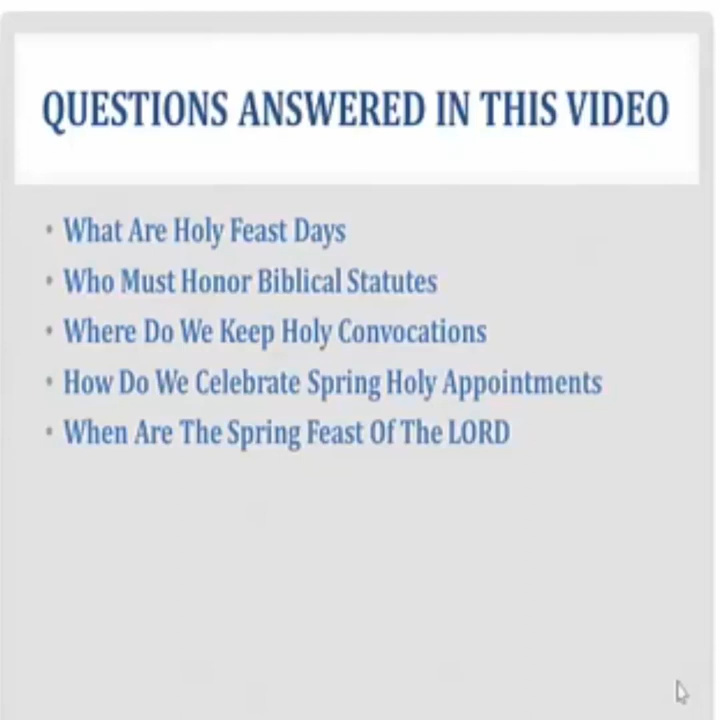 QUESTIONS ANSWERED IN THIS VIDEO
• What Are Holy Feast Days
• Who Must Honor Biblical Statutes
• Where Do We Keep Holy Convocations
• How Do We Celebrate Spring Holy Appointments
• When Are The Spring Feast Of The LORD